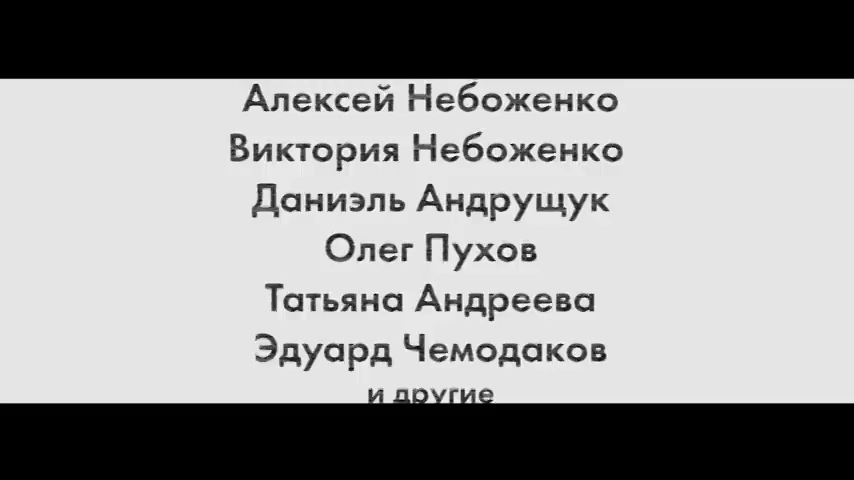 Алексей Небоженко
Виктория Небоженко
Даниэль Андрущук
Олег Пухов
Татьяна Андреева
Эдуард Чемодаков
и другие